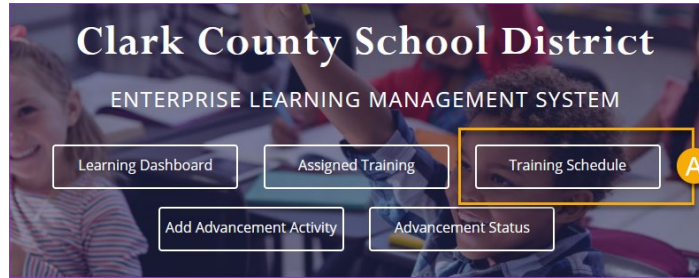 Clark County School District
ENTERPRISE LEARNING MANAGEMENT SYSTEM
Learning Dashboard
Assigned Training
Training Schedule
A
Add Advancement Activity
Advancement Status